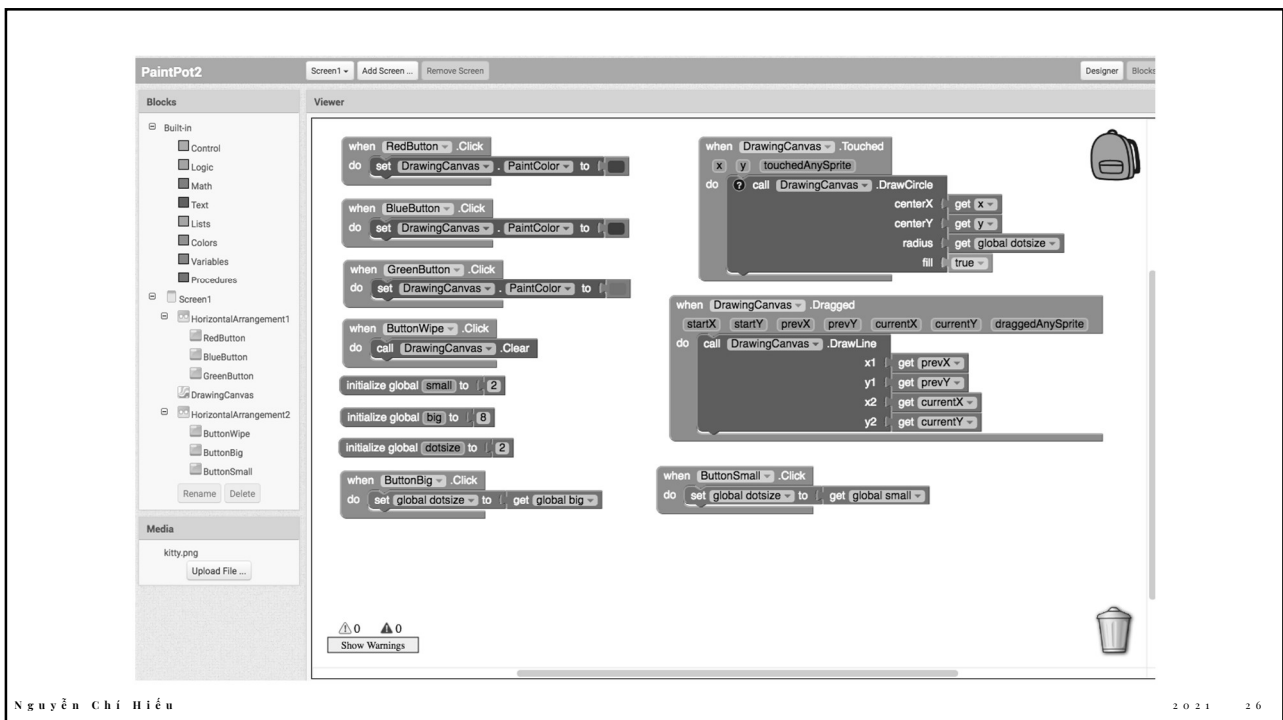 PaintPot2
Screen1 Add Screen ... Remove Screen
Designer Blocks
Blocks
Built-in
Control
Logic
Math
Text
Lists
Colors
Variables
Procedures
Screen1
HorizontalArrangement1
RedButton
BlueButton
GreenButton
DrawingCanvas
HorizontalArrangement2
ButtonWipe
ButtonBig
ButtonSmall
Rename Delete
Media
kitty.png
Upload File ...
Viewer
when RedButton .Click
do set DrawingCanvas . PaintColor to
when BlueButton .Click
do set DrawingCanvas . PaintColor to
when GreenButton .Click
do set DrawingCanvas . PaintColor to
when ButtonWipe .Click
do call DrawingCanvas .Clear
initialize global small to 2
initialize global big to 8
initialize global dotsize to 2
when ButtonBig .Click
do set global dotsize to get global big
when DrawingCanvas .Touched
x y touchedAnySprite
do ? call DrawingCanvas .DrawCircle
centerX get x
centerY get y
radius get global dotsize
fill true
when DrawingCanvas .Dragged
startX startY prevX prevY currentX currentY draggedAnySprite
do call DrawingCanvas .DrawLine
x1 get prevX
y1 get prevY
x2 get currentX
y2 get currentY
when ButtonSmall .Click
do set global dotsize to get global small
0 0
Show Warnings
Nguyễn Chí Hiếu
2021 26